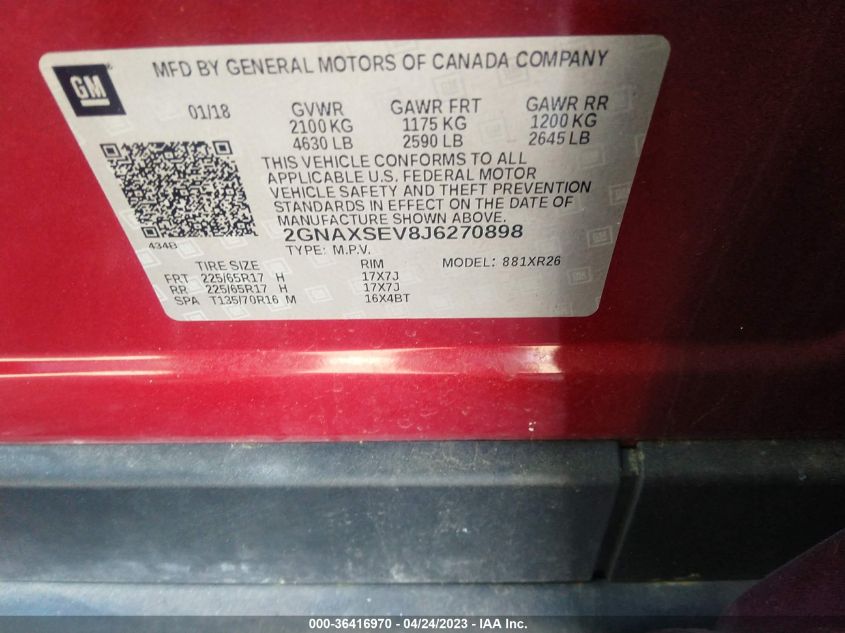 GM
MFD BY GENERAL MOTORS OF CANADA COMPANY
01/18 GVWR GAWR FRT GAWR RR
2100 KG 1175 KG 1200 KG
4630 LB 2590 LB 2645 LB
THIS VEHICLE CONFORMS TO ALL
APPLICABLE U.S. FEDERAL MOTOR
VEHICLE SAFETY AND THEFT PREVENTION
STANDARDS IN EFFECT ON THE DATE OF
MANUFACTURE SHOWN ABOVE.
434B 2GNAXSEV8J6270898
TYPE: M.P.V. MODEL: 881XR26
TIRE SIZE RIM
FRT 225/65R17 H 17X7J
RR 225/65R17 H 17X7J
SPA T135/70R16 M 16X4BT
000-36416970 - 04/24/2023 - IAA Inc.